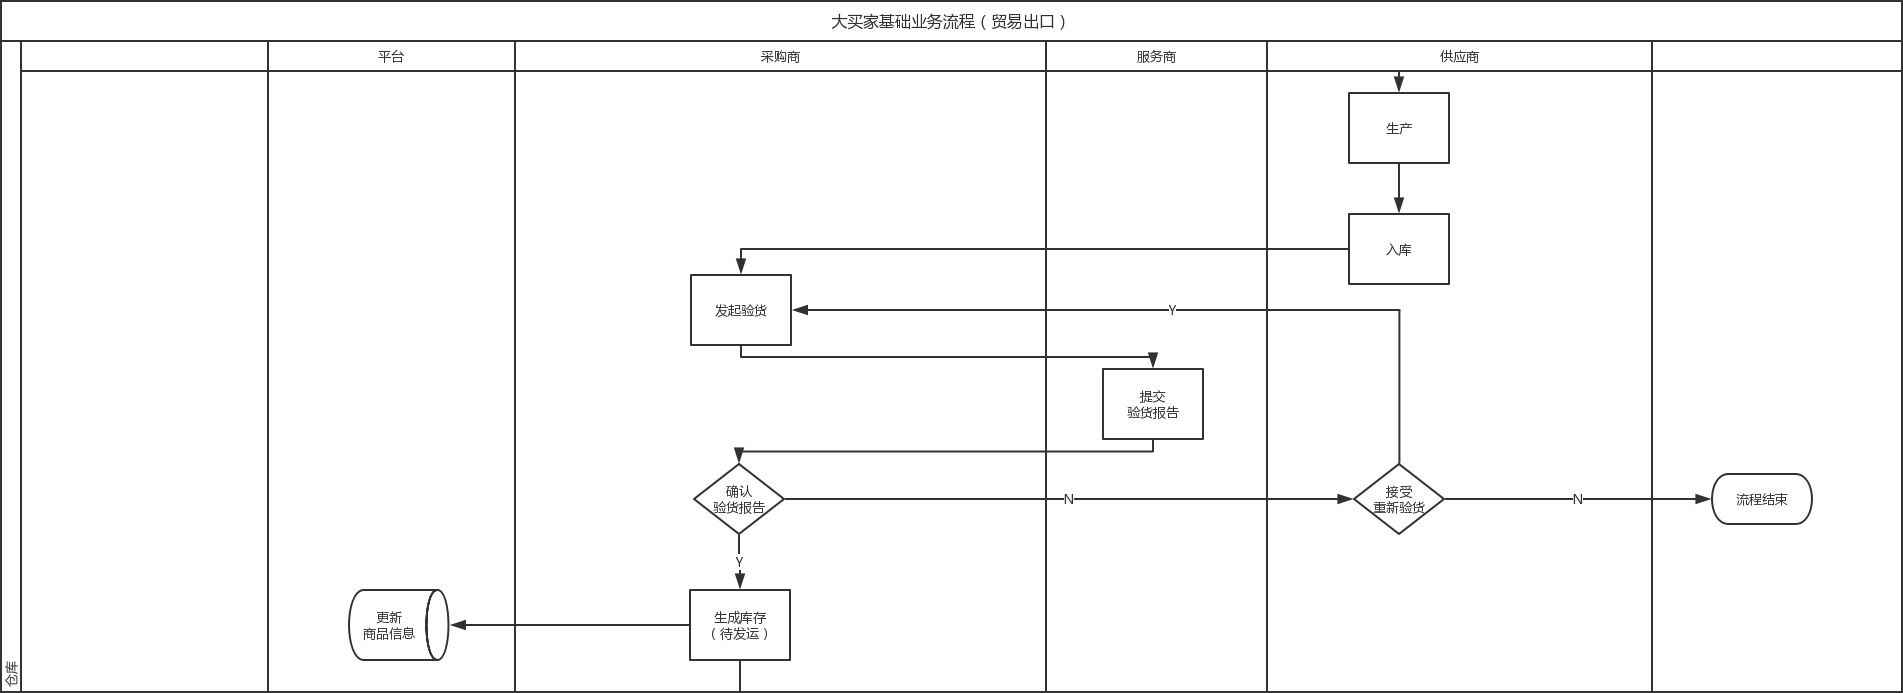 大买家基础业务流程（贸易出口）
平台
采购商
服务商
供应商
生产
入库
发起验货
Y
提交
验货报告
确认
验货报告
N
接受
重新验货
N
流程结束
Y
更新
商品信息
生成库存
（待发运）
仓库